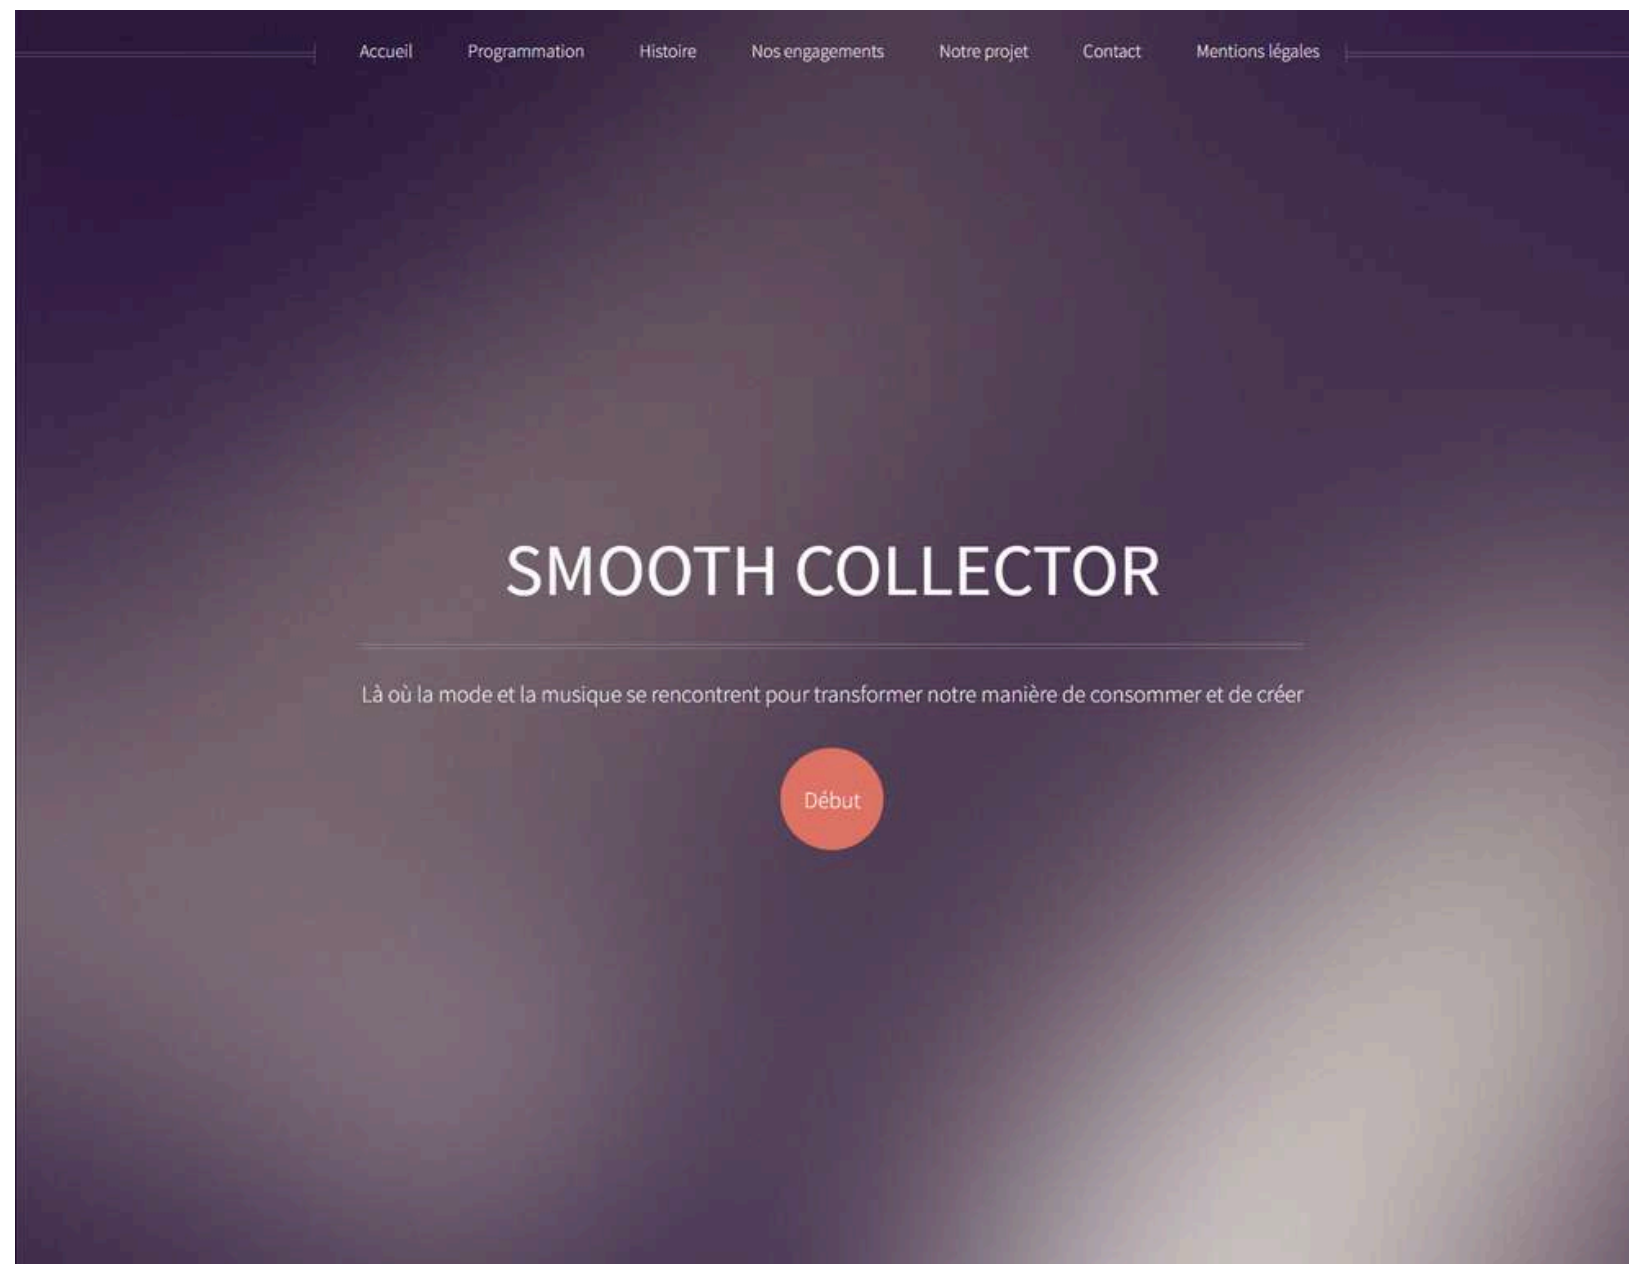 Accueil Programmation Histoire Nos engagements Notre projet Contact Mentions légales
SMOOTH COLLECTOR
Là où la mode et la musique se rencontrent pour transformer notre manière de consommer et de créer
Début